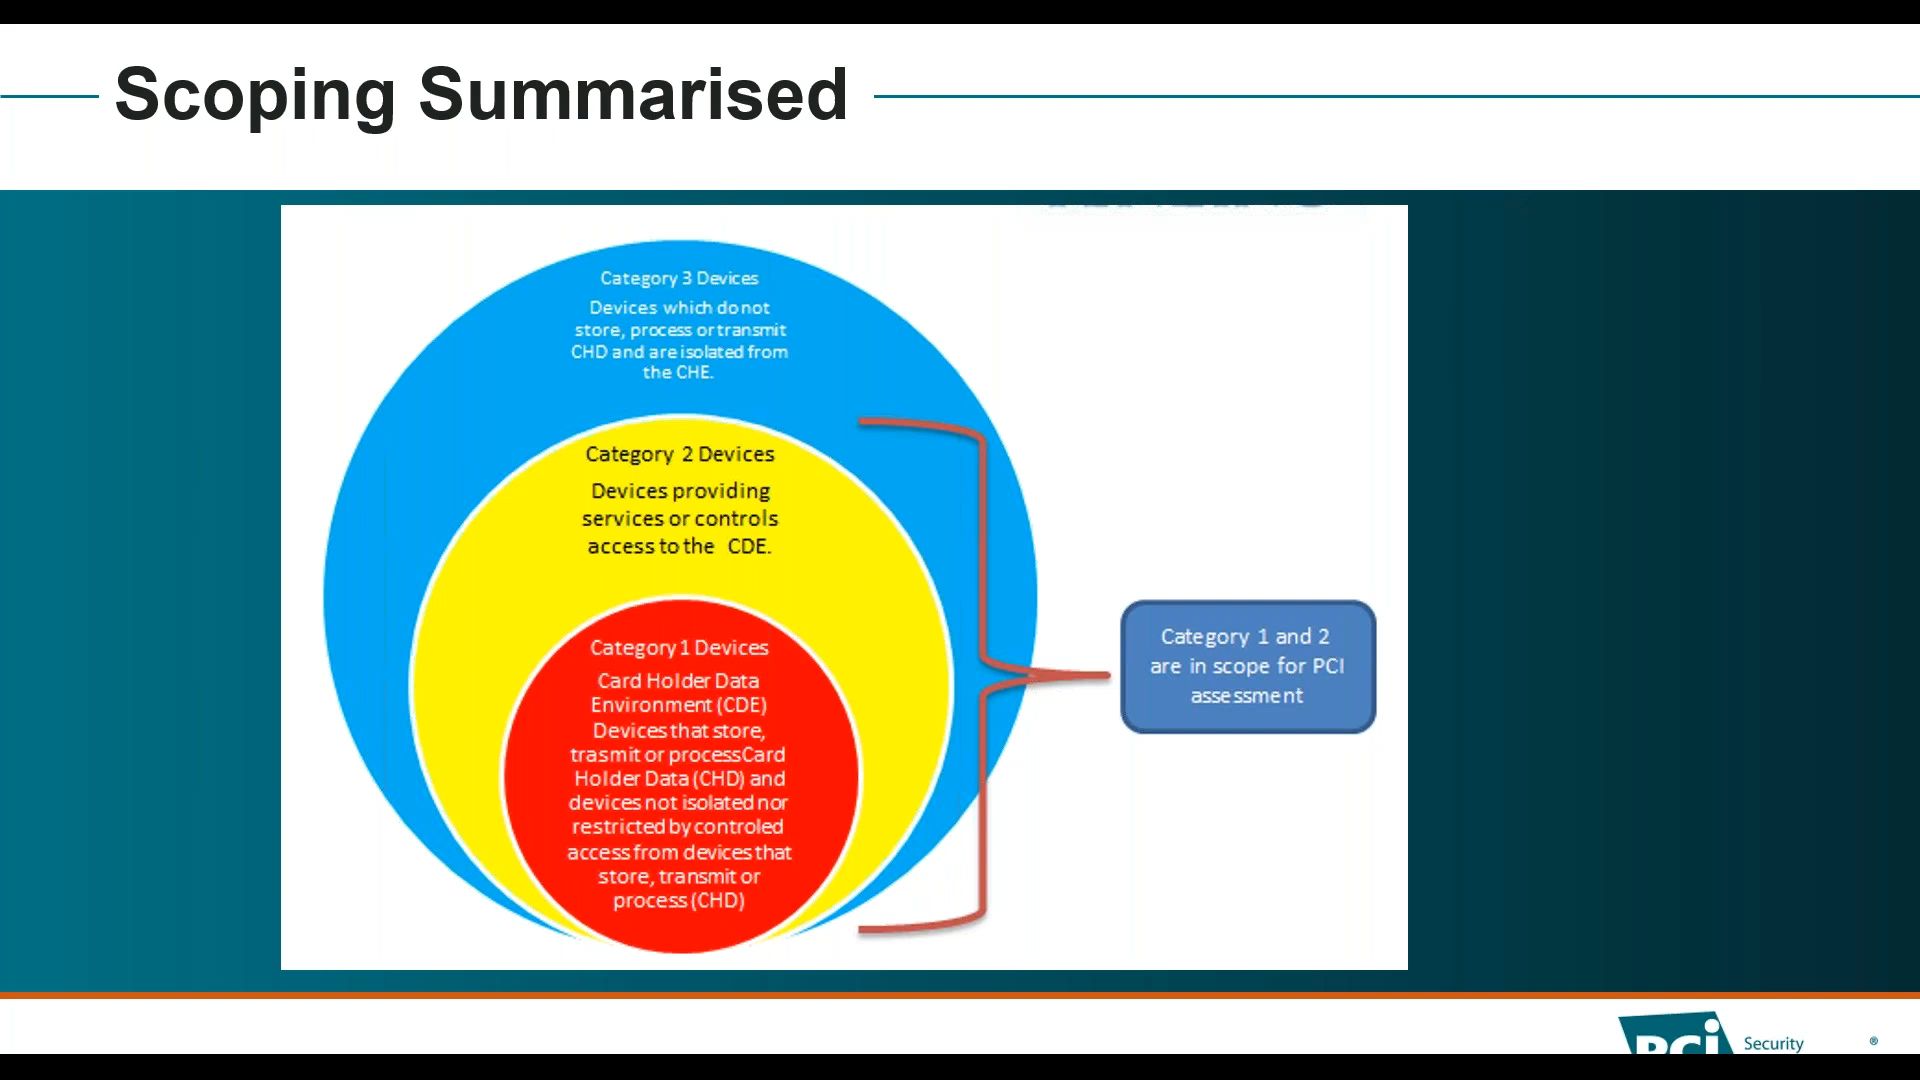 Scoping Summarised
Category 3 Devices
Devices which do not
store, process or transmit
CHD and are isolated from
the CHE.
Category 2 Devices
Devices providing
services or controls
access to the CDE.
Category 1 Devices
Card Holder Data
Environment (CDE)
Devices that store,
trasmit or processCard
Holder Data (CHD) and
devices not isolated nor
restricted by controled
access from devices that
store, transmit or
process (CHD)
Category 1 and 2
are in scope for PCI
assessment
PCi
Security
®